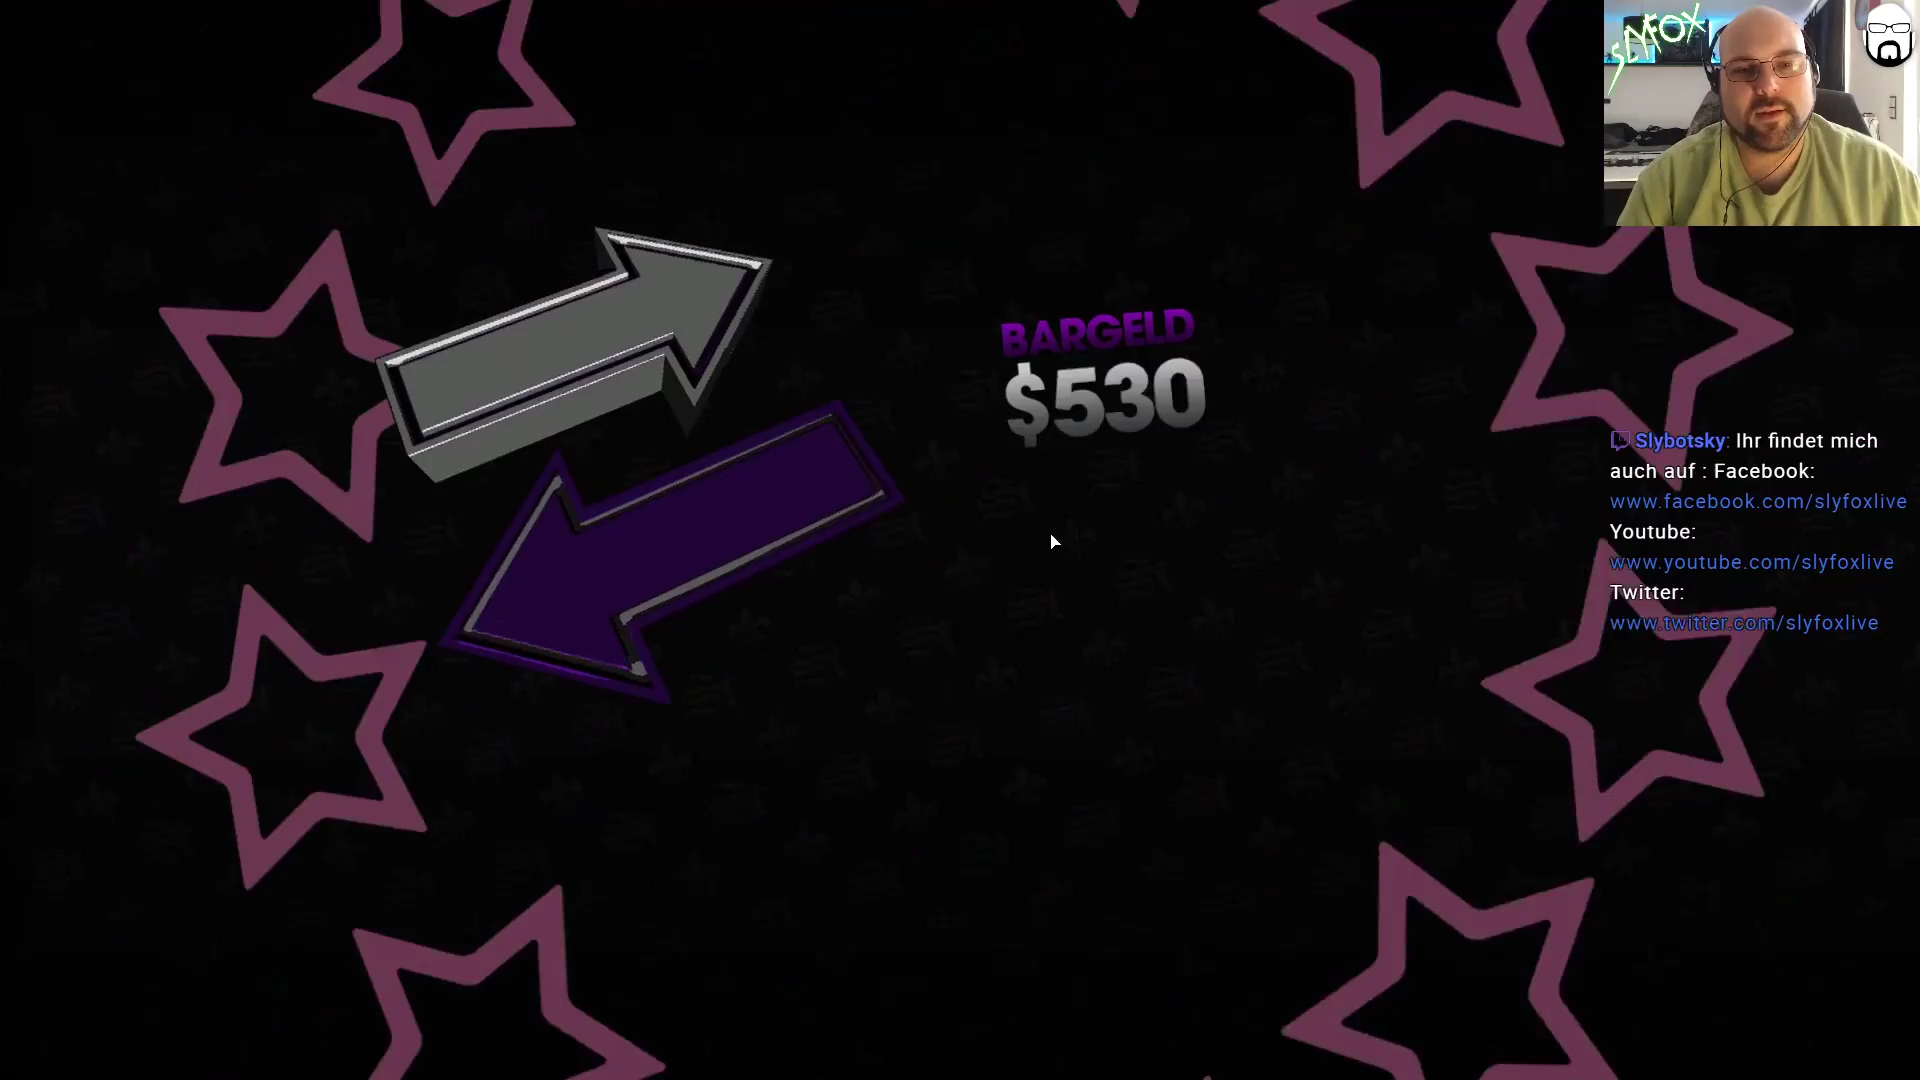 SLYFOX
BARGELD
$530
Slybotsky: Ihr findet mich
auch auf : Facebook:
www.facebook.com/slyfoxlive
Youtube:
www.youtube.com/slyfoxlive
Twitter:
www.twitter.com/slyfoxlive